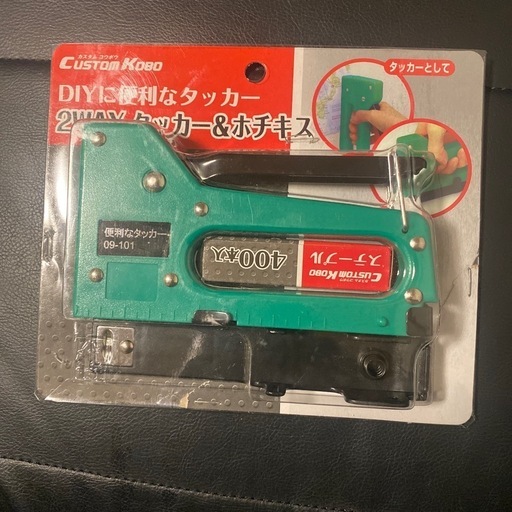 カスタム コウボウ
CUSTOM KOBO
DIYに便利なタッカー
2WAY タッカー&ホチキス
タッカーとして
便利なタッカー
09-101
CUSTOM KOBO
ステープル
400本入